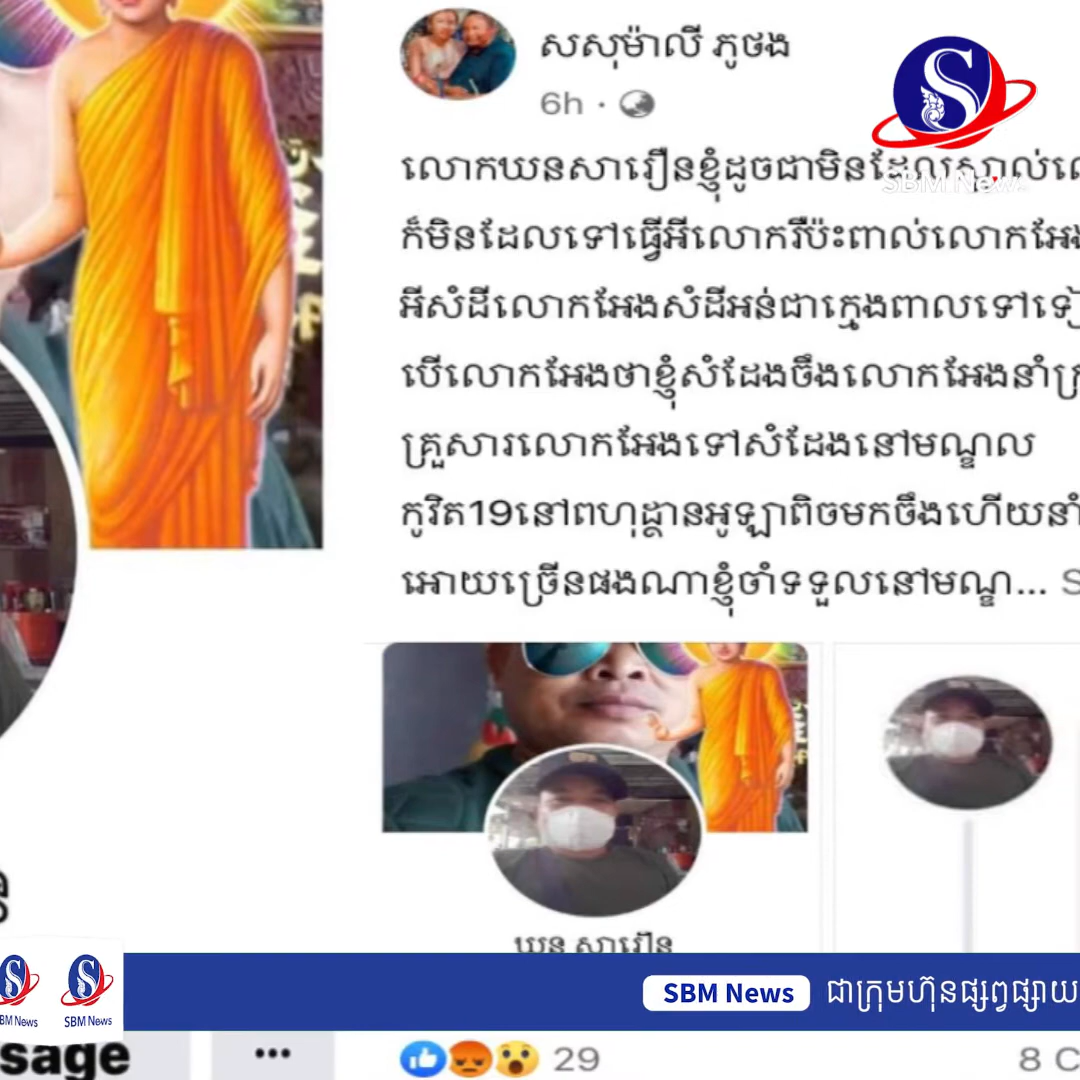 សសុម៉ាលី ភូថង
6h
SBM News
លោកឃនសារឿនខ្ញុំដូចជាមិនដែលស្គាល់លោ
ក៏មិនដែលទៅធ្វើអីលោករឺប៉ះពាល់លោកអែង
អីសំដីលោកអែងសំដីអន់ជាក្មេងពាលទៅទៀ
បើលោកអែងថាខ្ញុំសំដែងចឹងលោកអែងនាំក្រ
គ្រួសារលោកអែងទៅសំដែងនៅមណ្ឌល
កូវិត19នៅពហុដ្ឋានអូឡាពិចមកចឹងហើយនាំ
អោយច្រើនផងណាខ្ញុំចាំទទួលនៅមណ្ឌ... S
ឃន សារឿន
SBM News ជាក្រុមហ៊ុនផ្សព្វផ្សាយ
BM News SBM News
sage ...
29 8 C